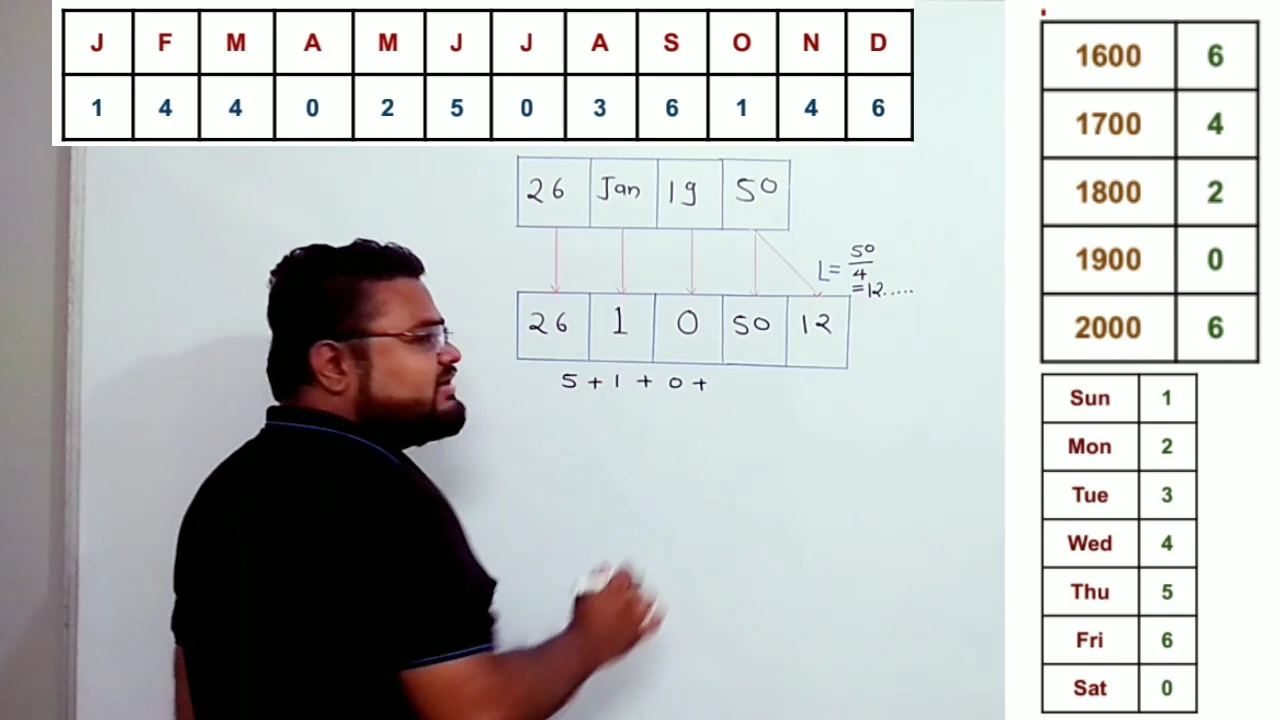 J F M A M J J A S O N D
1 4 4 0 2 5 0 3 6 1 4 6
26 Jan 19 50
L = 50/4
= 12.....
26 1 0 50 12
5 + 1 + 0 +
1600 6
1700 4
1800 2
1900 0
2000 6
Sun 1
Mon 2
Tue 3
Wed 4
Thu 5
Fri 6
Sat 0